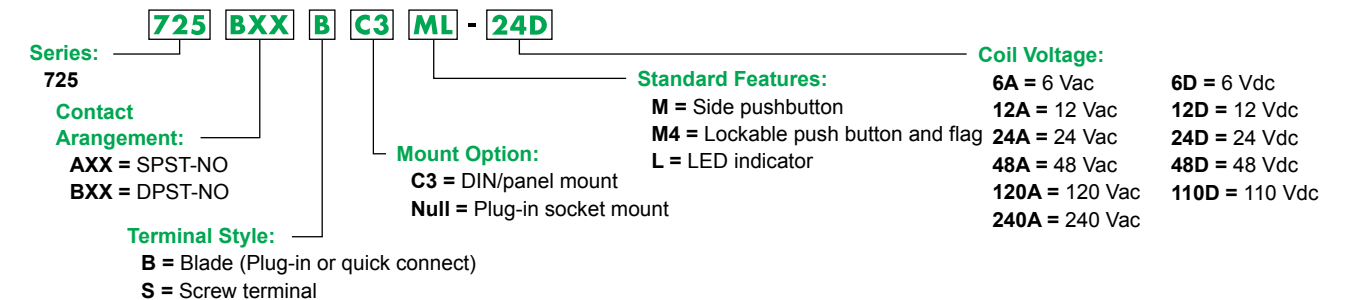 725 BXX B C3 ML - 24D
Series:
725
Contact
Arangement:
AXX = SPST-NO
BXX = DPST-NO
Terminal Style:
B = Blade (Plug-in or quick connect)
S = Screw terminal
Mount Option:
C3 = DIN/panel mount
Null = Plug-in socket mount
Standard Features:
M = Side pushbutton
M4 = Lockable push button and flag
L = LED indicator
Coil Voltage:
6A = 6 Vac
12A = 12 Vac
24A = 24 Vac
48A = 48 Vac
120A = 120 Vac
240A = 240 Vac
6D = 6 Vdc
12D = 12 Vdc
24D = 24 Vdc
48D = 48 Vdc
110D = 110 Vdc